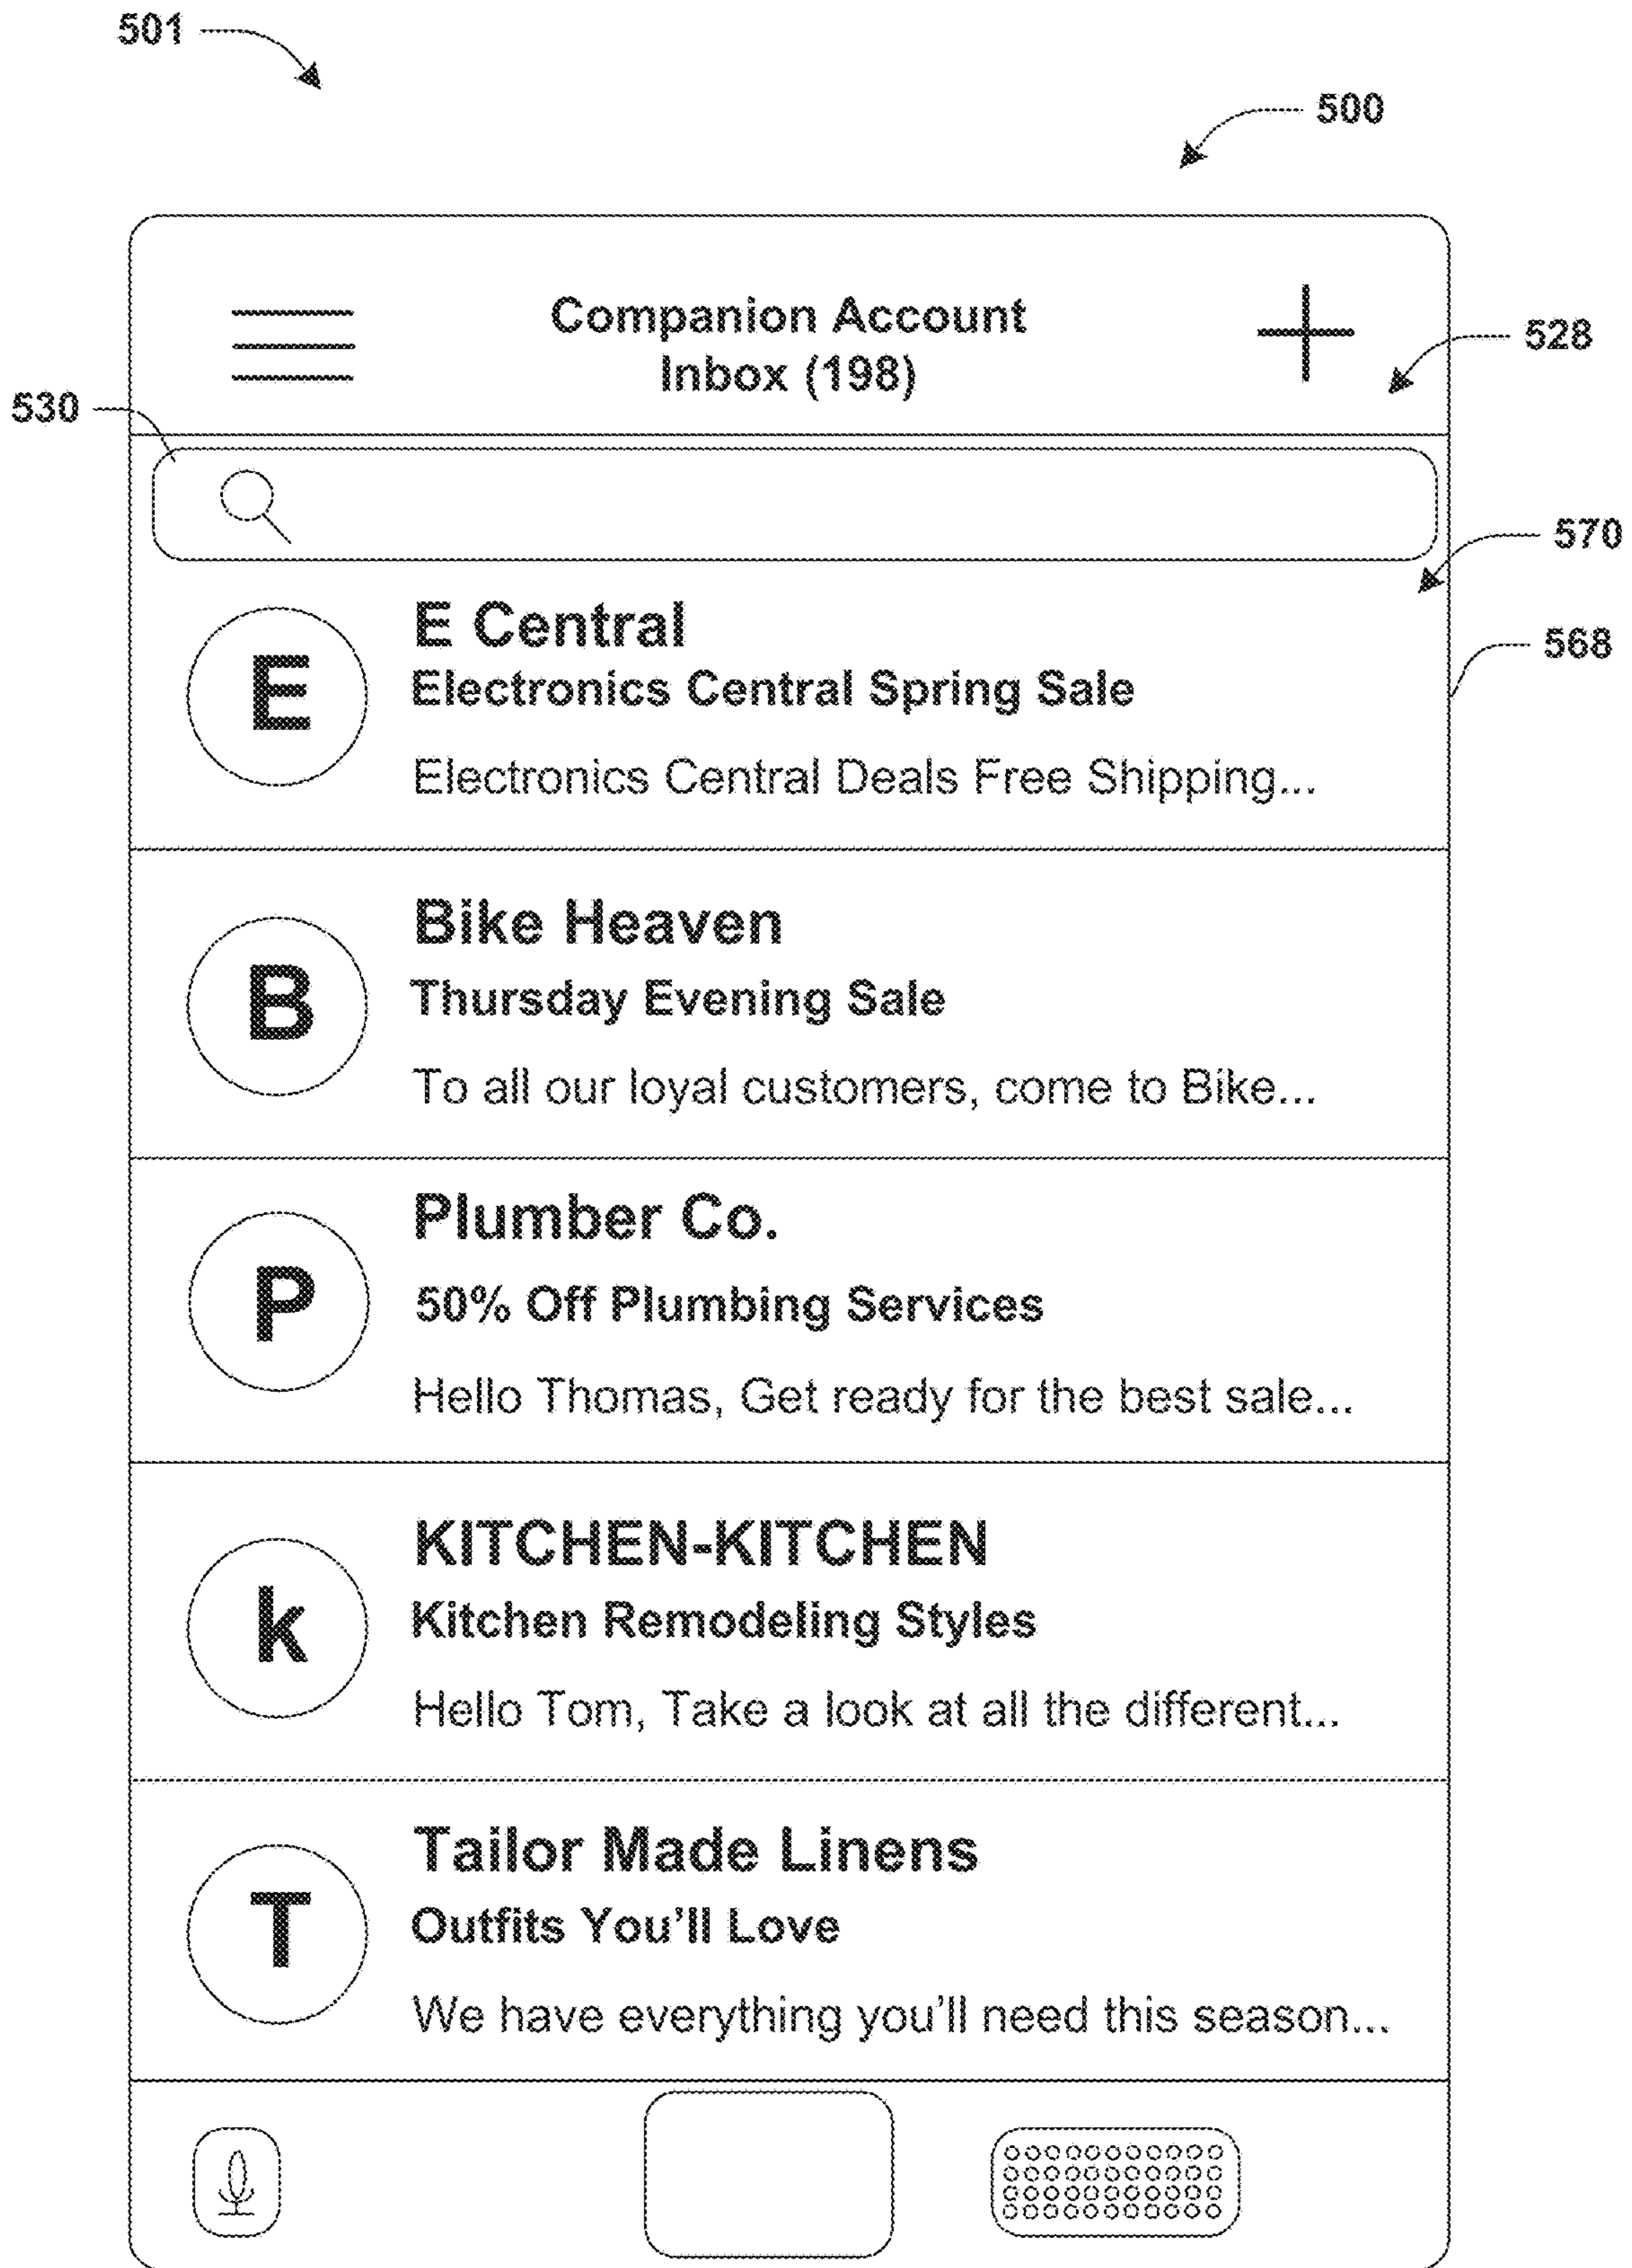 501
500
Companion Account
Inbox (198)
528
530
570
568
E
E Central
Electronics Central Spring Sale
Electronics Central Deals Free Shipping...
B
Bike Heaven
Thursday Evening Sale
To all our loyal customers, come to Bike...
P
Plumber Co.
50% Off Plumbing Services
Hello Thomas, Get ready for the best sale...
k
KITCHEN-KITCHEN
Kitchen Remodeling Styles
Hello Tom, Take a look at all the different...
T
Tailor Made Linens
Outfits You'll Love
We have everything you'll need this season...